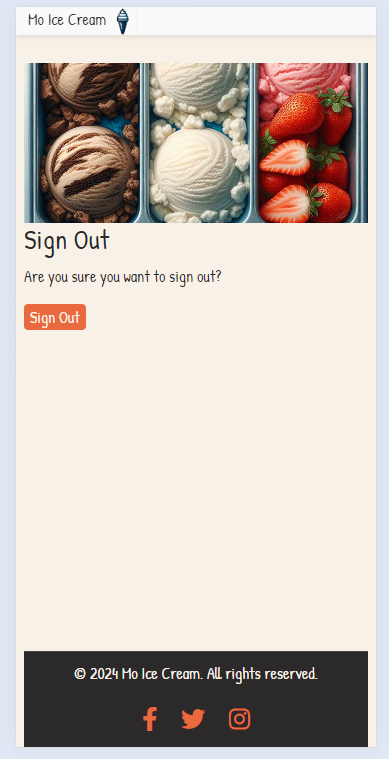 Mo Ice Cream
Sign Out
Are you sure you want to sign out?
Sign Out
© 2024 Mo Ice Cream. All rights reserved.